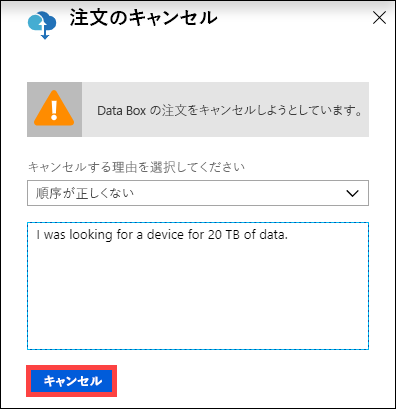 注文のキャンセル
Data Box の注文をキャンセルしようとしています。
キャンセルする理由を選択してください
順序が正しくない
I was looking for a device for 20 TB of data.
キャンセル